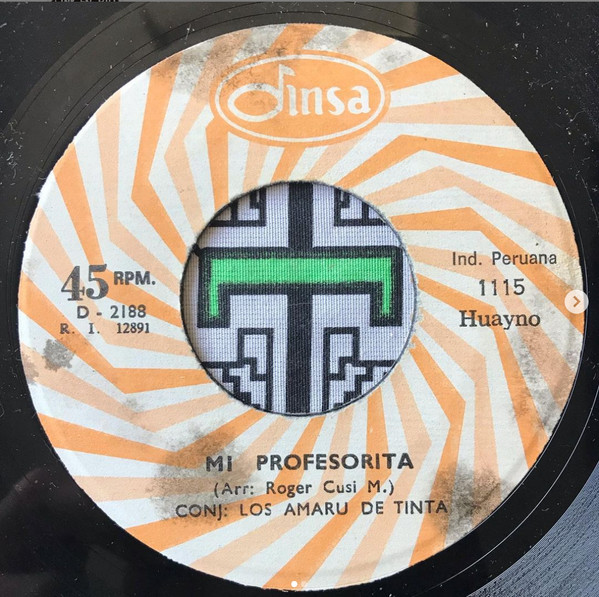 Dinsa
45 RPM.
D - 2188
R. I. 12891
Ind. Peruana
1115
Huayno
MI PROFESORITA
(Arr: Roger Cusi M.)
CONJ: LOS AMARU DE TINTA